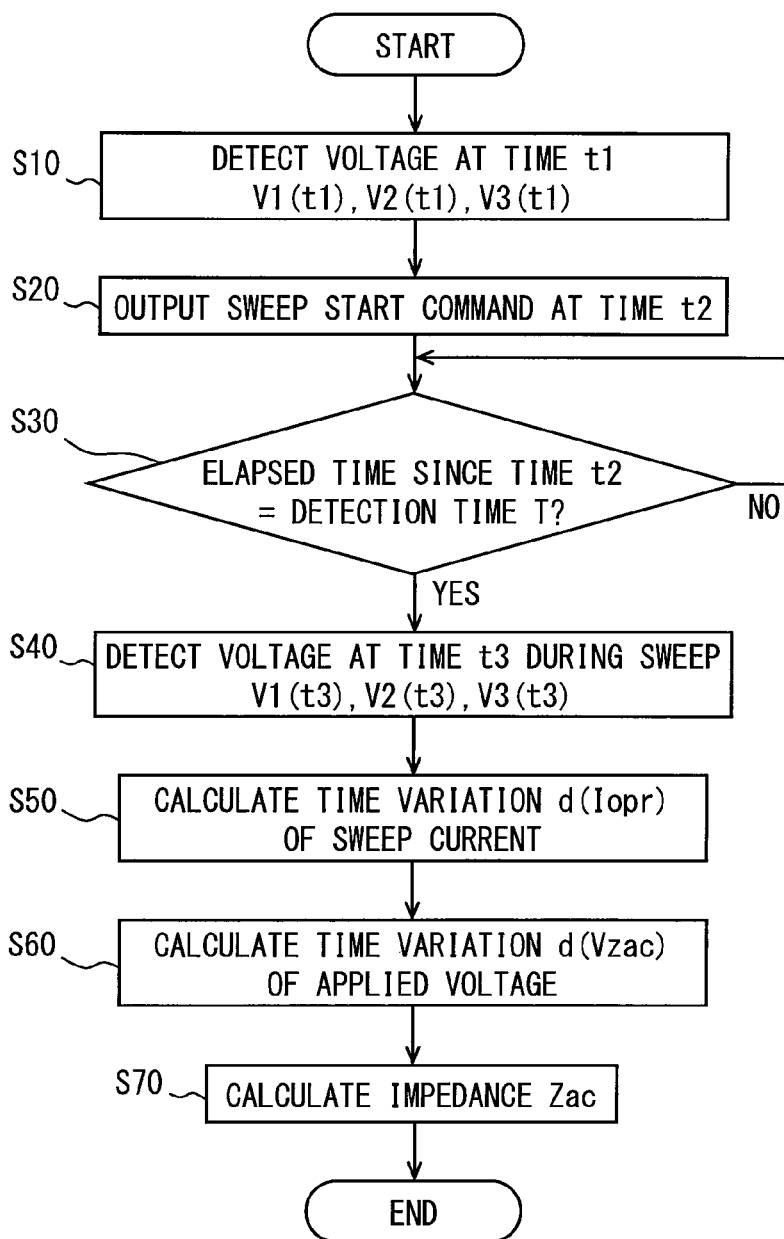 START
S10
DETECT VOLTAGE AT TIME t1
V1(t1), V2(t1), V3(t1)
S20
OUTPUT SWEEP START COMMAND AT TIME t2
S30
ELAPSED TIME SINCE TIME t2
= DETECTION TIME T?
NO
YES
S40
DETECT VOLTAGE AT TIME t3 DURING SWEEP
V1(t3), V2(t3), V3(t3)
S50
CALCULATE TIME VARIATION d(Iopr)
OF SWEEP CURRENT
S60
CALCULATE TIME VARIATION d(Vzac)
OF APPLIED VOLTAGE
S70
CALCULATE IMPEDANCE Zac
END